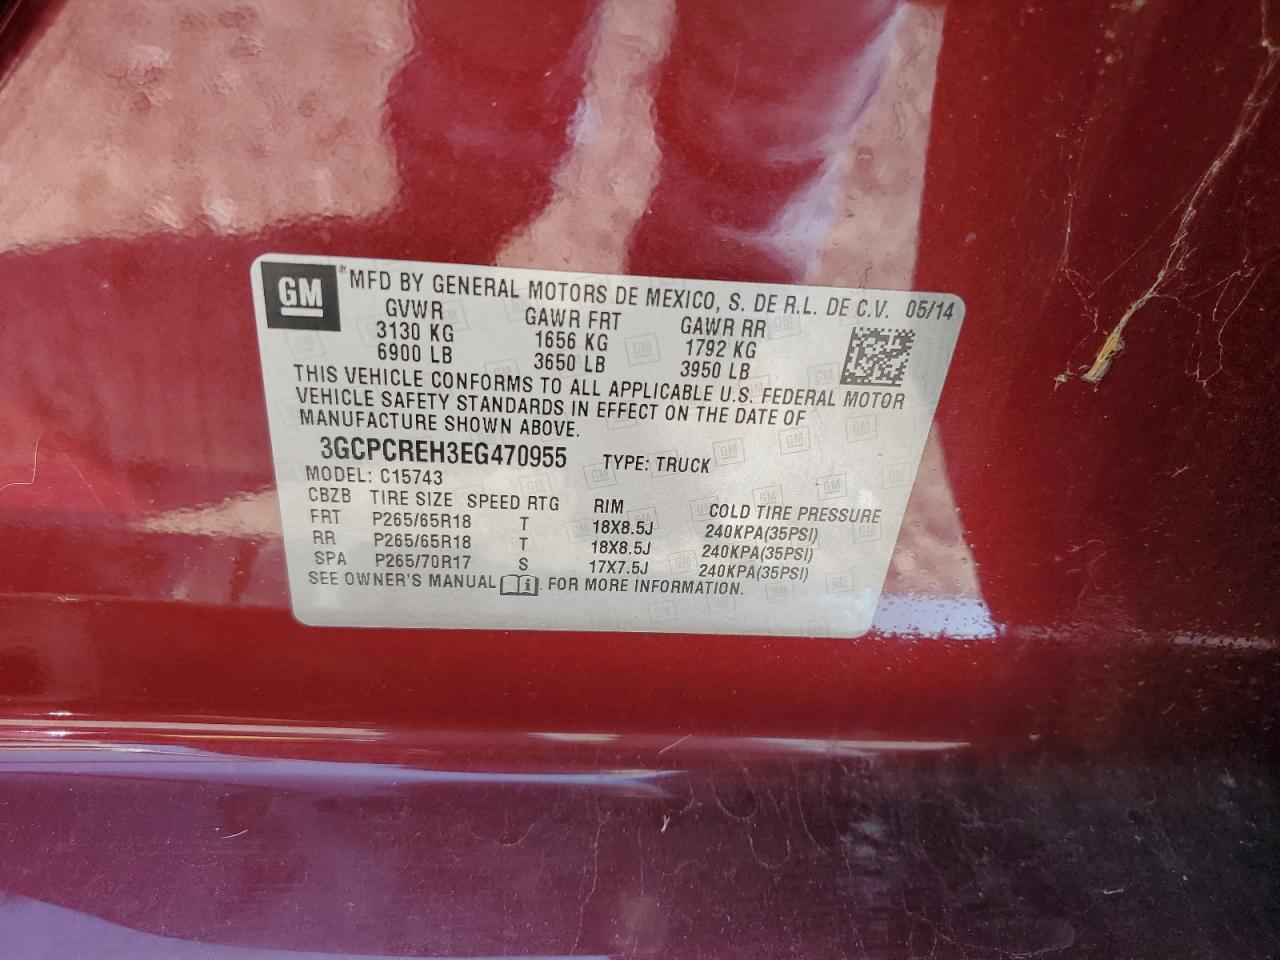 GM ® MFD BY GENERAL MOTORS DE MEXICO, S. DE R.L. DE C.V. 05/14
GVWR GAWR FRT GAWR RR
3130 KG 1656 KG 1792 KG
6900 LB 3650 LB 3950 LB
THIS VEHICLE CONFORMS TO ALL APPLICABLE U.S. FEDERAL MOTOR
VEHICLE SAFETY STANDARDS IN EFFECT ON THE DATE OF
MANUFACTURE SHOWN ABOVE.
3GCPCREH3EG470955 TYPE: TRUCK
MODEL: C15743
CBZB TIRE SIZE SPEED RTG RIM COLD TIRE PRESSURE
FRT P265/65R18 T 18X8.5J 240KPA(35PSI)
RR P265/65R18 T 18X8.5J 240KPA(35PSI)
SPA P265/70R17 S 17X7.5J 240KPA(35PSI)
SEE OWNER'S MANUAL i. FOR MORE INFORMATION.